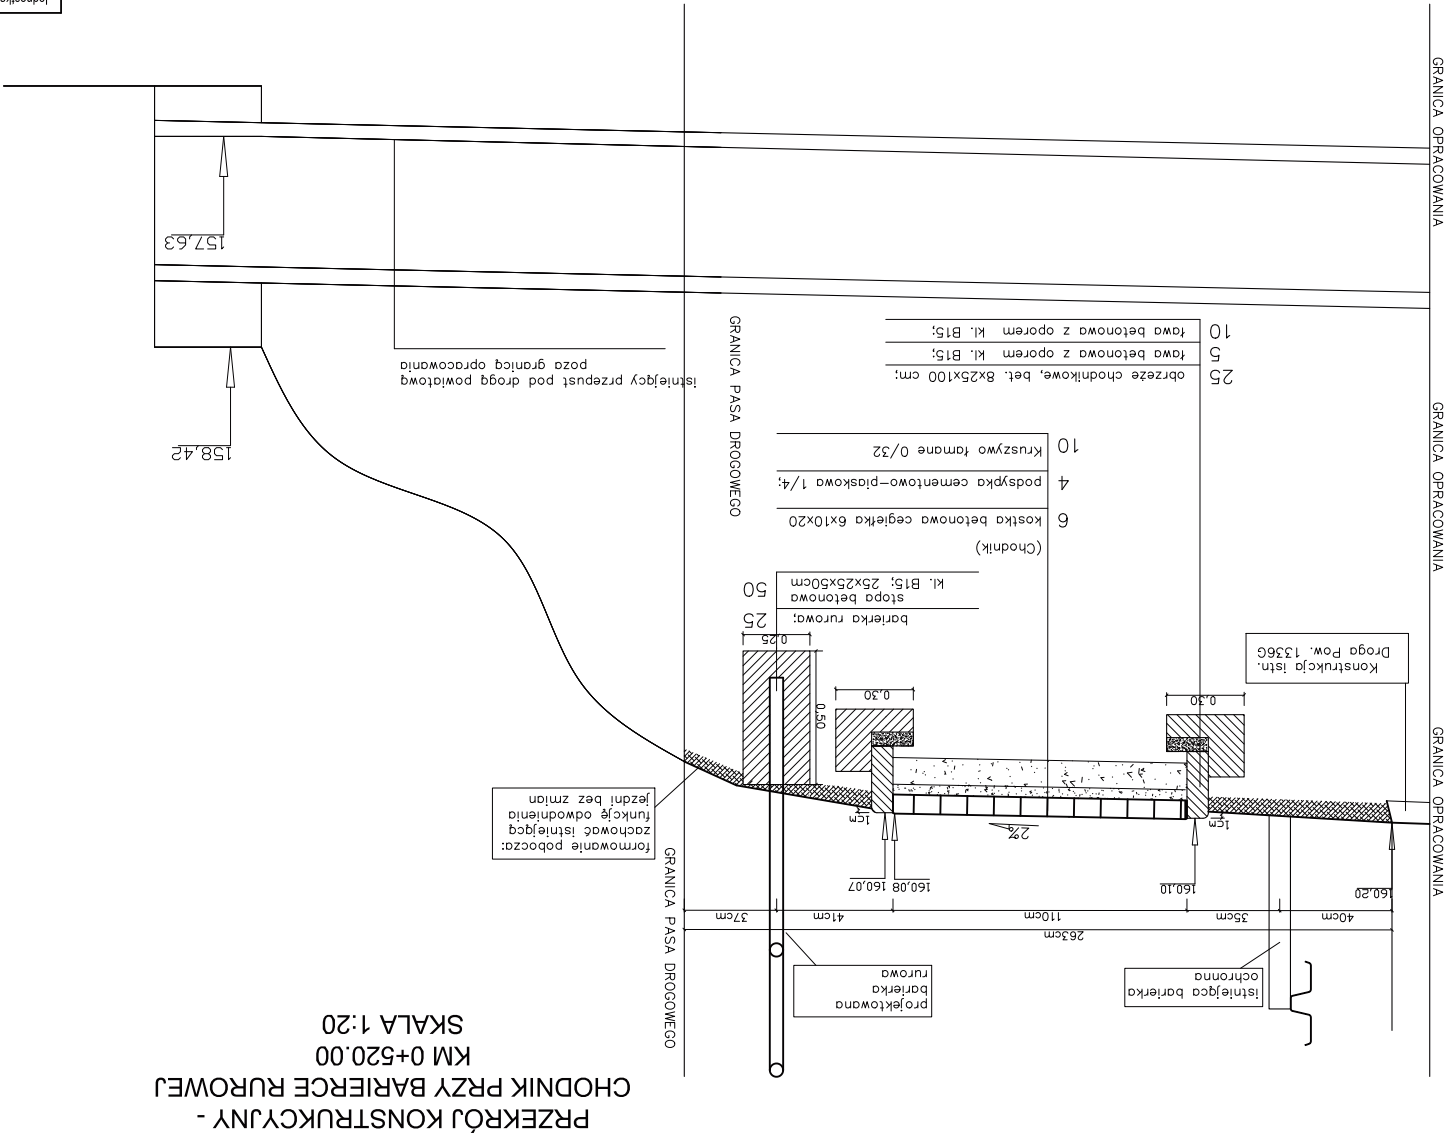 PRZEKRÓJ KONSTRUKCYJNY -
CHODNIK PRZY BARIERCE RUROWEJ
KM 0+520.00
SKALA 1:20
istniejąca barierka
ochronna
projektowana
barierka
rurowa
263cm
40cm
35cm
110cm
41cm
37cm
160,20
160,10
160,08
160,07
2%
1cm
1cm
formowanie pobocza:
zachować istniejącą
funkcję odwodnienia
jezdni bez zmian
Konstrukcja istn.
Droga Pow. 1336G
0,30
0,30
0,50
0,25
barierka rurowa;
25
stopa betonowa
kl. B15; 25x25x50cm
50
(Chodnik)
6
kostka betonowa cegiełka 6x10x20
4
podsypka cementowo-piaskowa 1/4;
10
Kruszywo łamane 0/32
25
obrzeże chodnikowe, bet. 8x25x100 cm;
5
ława betonowa z oporem kl. B15;
10
ława betonowa z oporem kl. B15;
istniejący przepust pod drogą powiatową
poza granicą opracowania
158,42
157,63
GRANICA PASA DROGOWEGO
GRANICA PASA DROGOWEGO
GRANICA OPRACOWANIA
GRANICA OPRACOWANIA
GRANICA OPRACOWANIA